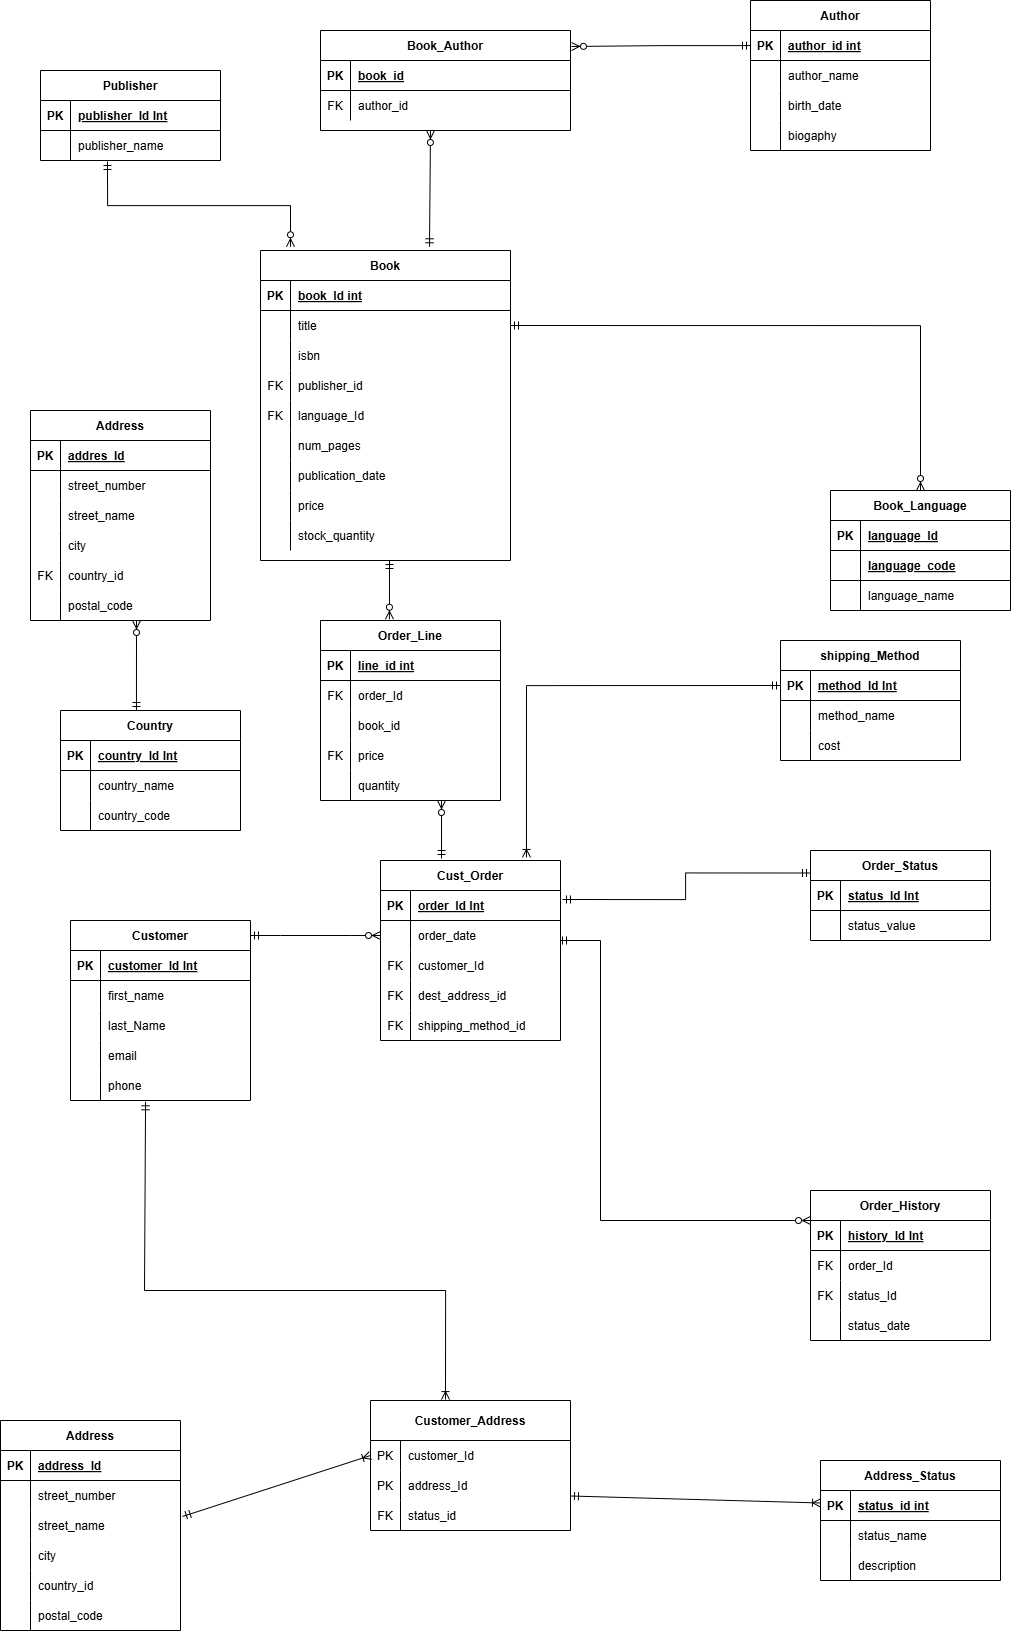 Author
PK author_id int
author_name
birth_date
biogaphy
Book_Author
PK book_id
FK author_id
Publisher
PK publisher_Id Int
publisher_name
Book
PK book_Id int
title
isbn
FK publisher_id
FK language_Id
num_pages
publication_date
price
stock_quantity
Address
PK addres_Id
street_number
street_name
city
FK country_id
postal_code
Book_Language
PK language_Id
language_code
language_name
Order_Line
PK line_id int
FK order_Id
book_id
FK price
quantity
shipping_Method
PK method_Id Int
method_name
cost
Country
PK country_Id Int
country_name
country_code
Cust_Order
PK order_Id Int
order_date
FK customer_Id
FK dest_address_id
FK shipping_method_id
Order_Status
PK status_Id Int
status_value
Customer
PK customer_Id Int
first_name
last_Name
email
phone
Order_History
PK history_Id Int
FK order_Id
FK status_Id
status_date
Customer_Address
PK customer_Id
PK address_Id
FK status_id
Address
PK address_Id
street_number
street_name
city
country_id
postal_code
Address_Status
PK status_id int
status_name
description